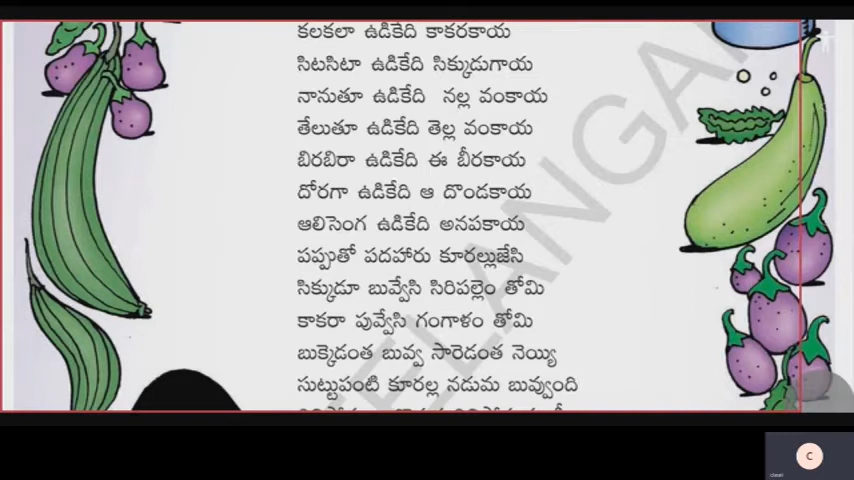 కలకలా ఉడికేది కాకరకాయ
సిటసిటా ఉడికేది సిక్కుడుగాయ
నానుతూ ఉడికేది నల్ల వంకాయ
తేలుతూ ఉడికేది తెల్ల వంకాయ
బిరబిరా ఉడికేది ఈ బీరకాయ
దోరగా ఉడికేది ఆ దొండకాయ
ఆలిసెంగ ఉడికేది అనపకాయ
పప్పుతో పదహారు కూరల్లుజేసి
సిక్కుడూ బువ్వేసి సిరిపల్లెం తోమి
కాకరా పువ్వేసి గంగాళం తోమి
బుక్కెడంత బువ్వ సారెడంత నెయ్యి
సుట్టుపంటి కూరల్ల నడుమ బువ్వుంది
TELANGA
C